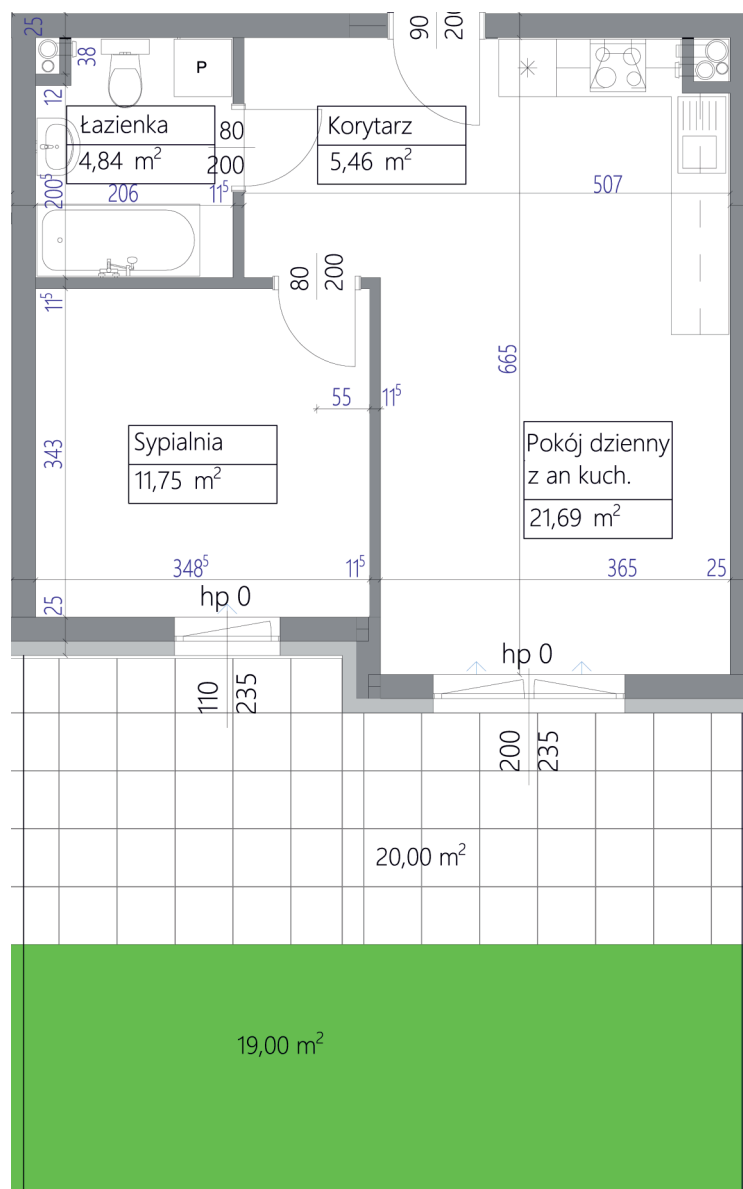 25
90
200
38
P
12
Łazienka
4,84 m²
80
200
Korytarz
5,46 m²
200⁵
206
11⁵
507
80
200
11⁵
665
55
11⁵
343
Sypialnia
11,75 m²
Pokój dzienny
z an kuch.
21,69 m²
348⁵
11⁵
365
25
25
hp 0
hp 0
110
235
200
235
20,00 m²
19,00 m²